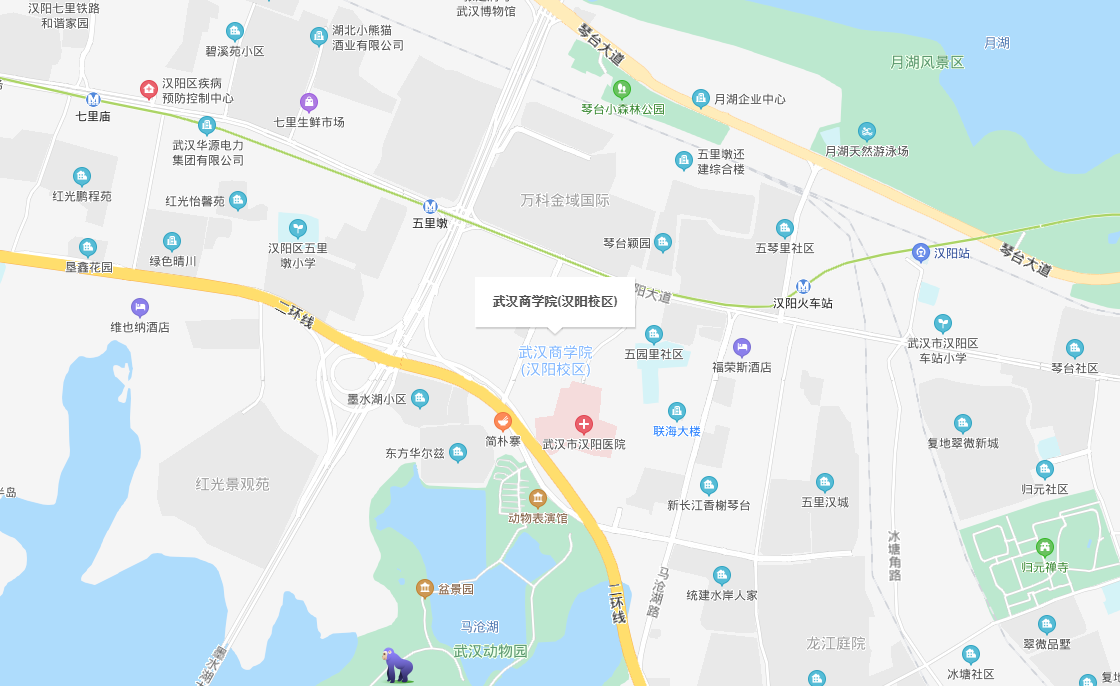 汉阳七里铁路
和谐家园
碧溪苑小区
湖北小熊猫
酒业有限公司
武汉博物馆
琴台大道
月湖
月湖风景区
汉阳区疾病
预防控制中心
七里庙
七里生鲜市场
琴台小森林公园
月湖企业中心
武汉华源电力
集团有限公司
月湖天然游泳场
五里墩还
建综合楼
红光鹏程苑
红光怡馨苑
五里墩
万科金域国际
汉阳区五里
墩小学
琴台颖园
五琴里社区
汉阳站
琴台大道
垦鑫花园
绿色晴川
阳大道
汉阳火车站
武汉商学院(汉阳校区)
维也纳酒店
二环线
武汉商学院
(汉阳校区)
五园里社区
福荣斯酒店
武汉市汉阳区
车站小学
琴台社区
墨水湖小区
简朴寨
武汉市汉阳医院
联海大楼
复地翠微新城
东方华尔兹
红光景观苑
半岛
动物表演馆
新长江香榭琴台
五里汉城
归元社区
冰塘角路
归元禅寺
马沧湖路
盆景园
二环线
统建水岸人家
马沧湖
武汉动物园
龙江庭院
翠微品墅
墨水湖
冰塘社区
复地